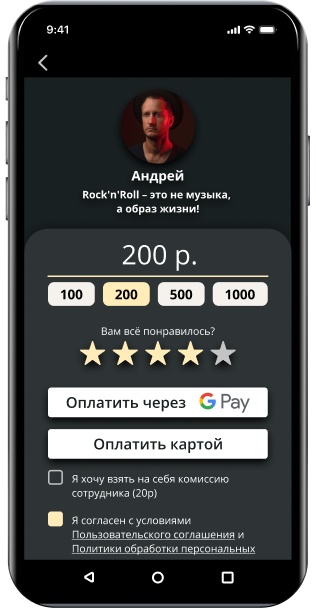 9:41
Андрей
Rock'n'Roll – это не музыка,
а образ жизни!
200 р.
100 200 500 1000
Вам всё понравилось?
Оплатить через G Pay
Оплатить картой
Я хочу взять на себя комиссию
сотрудника (20р)
Я согласен с условиями
Пользовательского соглашения и
Политики обработки персональных